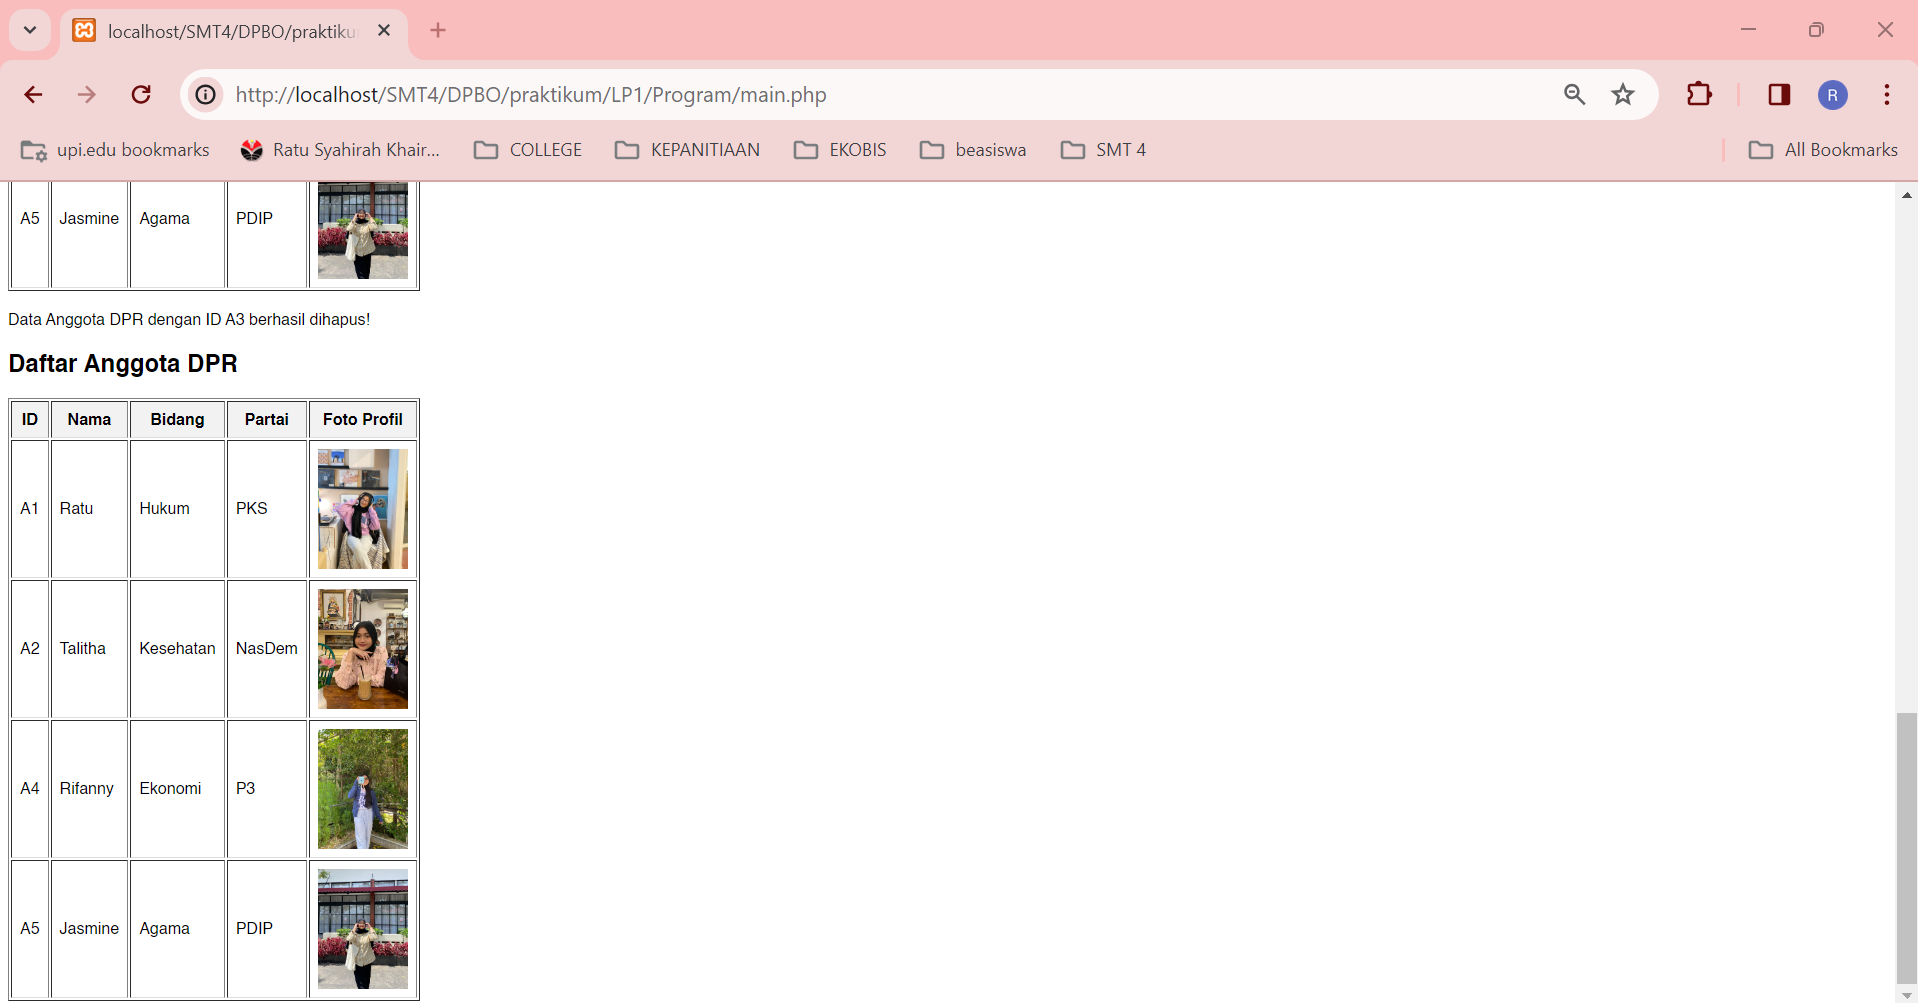 localhost/SMT4/DPBO/praktiku
http://localhost/SMT4/DPBO/praktikum/LP1/Program/main.php
R
upi.edu bookmarks Ratu Syahirah Khair... COLLEGE KEPANITIAAN EKOBIS beasiswa SMT 4 All Bookmarks
A5 Jasmine Agama PDIP
Data Anggota DPR dengan ID A3 berhasil dihapus!
Daftar Anggota DPR
ID Nama Bidang Partai Foto Profil
A1 Ratu Hukum PKS
A2 Talitha Kesehatan NasDem
A4 Rifanny Ekonomi P3
A5 Jasmine Agama PDIP